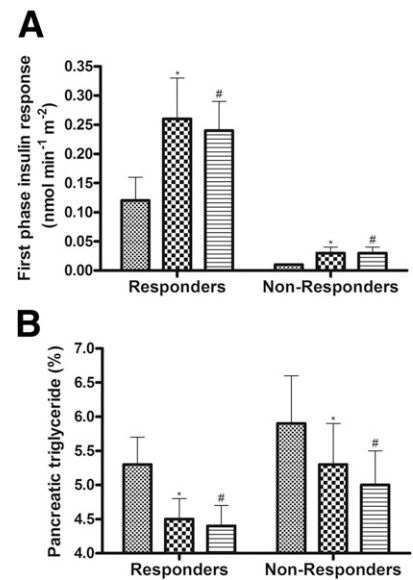 A
First phase insulin response
(nmol min⁻¹ m⁻²)
0.35
0.30
0.25
0.20
0.15
0.10
0.05
0.00
*
#
*
#
Responders
Non-Responders
B
Pancreatic triglyceride (%)
7.0
6.5
6.0
5.5
5.0
4.5
4.0
*
#
*
#
Responders
Non-Responders